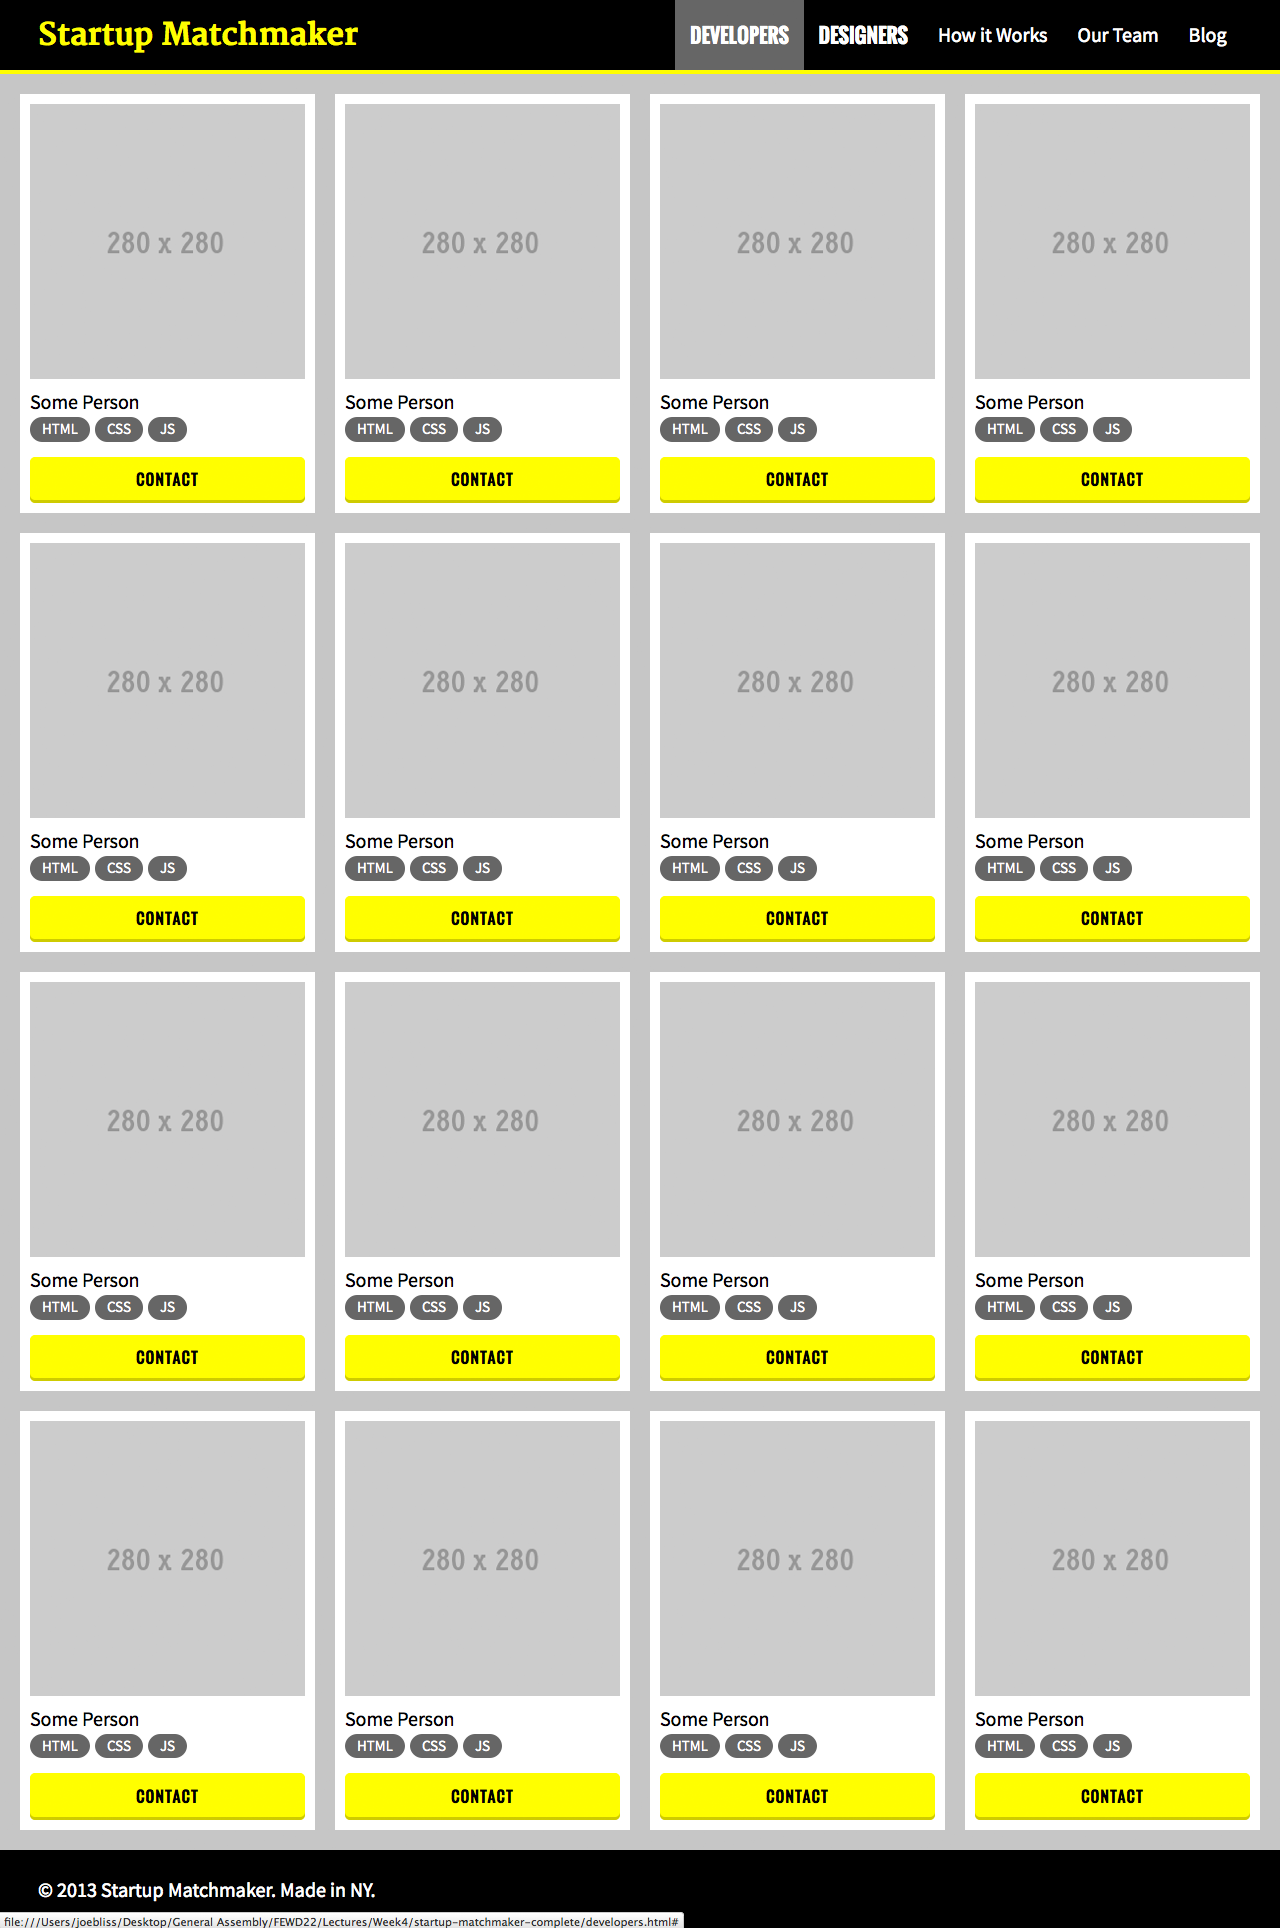 Startup Matchmaker DEVELOPERS DESIGNERS How it Works Our Team Blog
280 x 280 280 x 280 280 x 280 280 x 280
Some Person Some Person Some Person Some Person
HTML CSS JS HTML CSS JS HTML CSS JS HTML CSS JS
CONTACT CONTACT CONTACT CONTACT
280 x 280 280 x 280 280 x 280 280 x 280
Some Person Some Person Some Person Some Person
HTML CSS JS HTML CSS JS HTML CSS JS HTML CSS JS
CONTACT CONTACT CONTACT CONTACT
280 x 280 280 x 280 280 x 280 280 x 280
Some Person Some Person Some Person Some Person
HTML CSS JS HTML CSS JS HTML CSS JS HTML CSS JS
CONTACT CONTACT CONTACT CONTACT
280 x 280 280 x 280 280 x 280 280 x 280
Some Person Some Person Some Person Some Person
HTML CSS JS HTML CSS JS HTML CSS JS HTML CSS JS
CONTACT CONTACT CONTACT CONTACT
© 2013 Startup Matchmaker. Made in NY.
file:///Users/joebliss/Desktop/General Assembly/FEWD22/Lectures/Week4/startup-matchmaker-complete/developers.html#